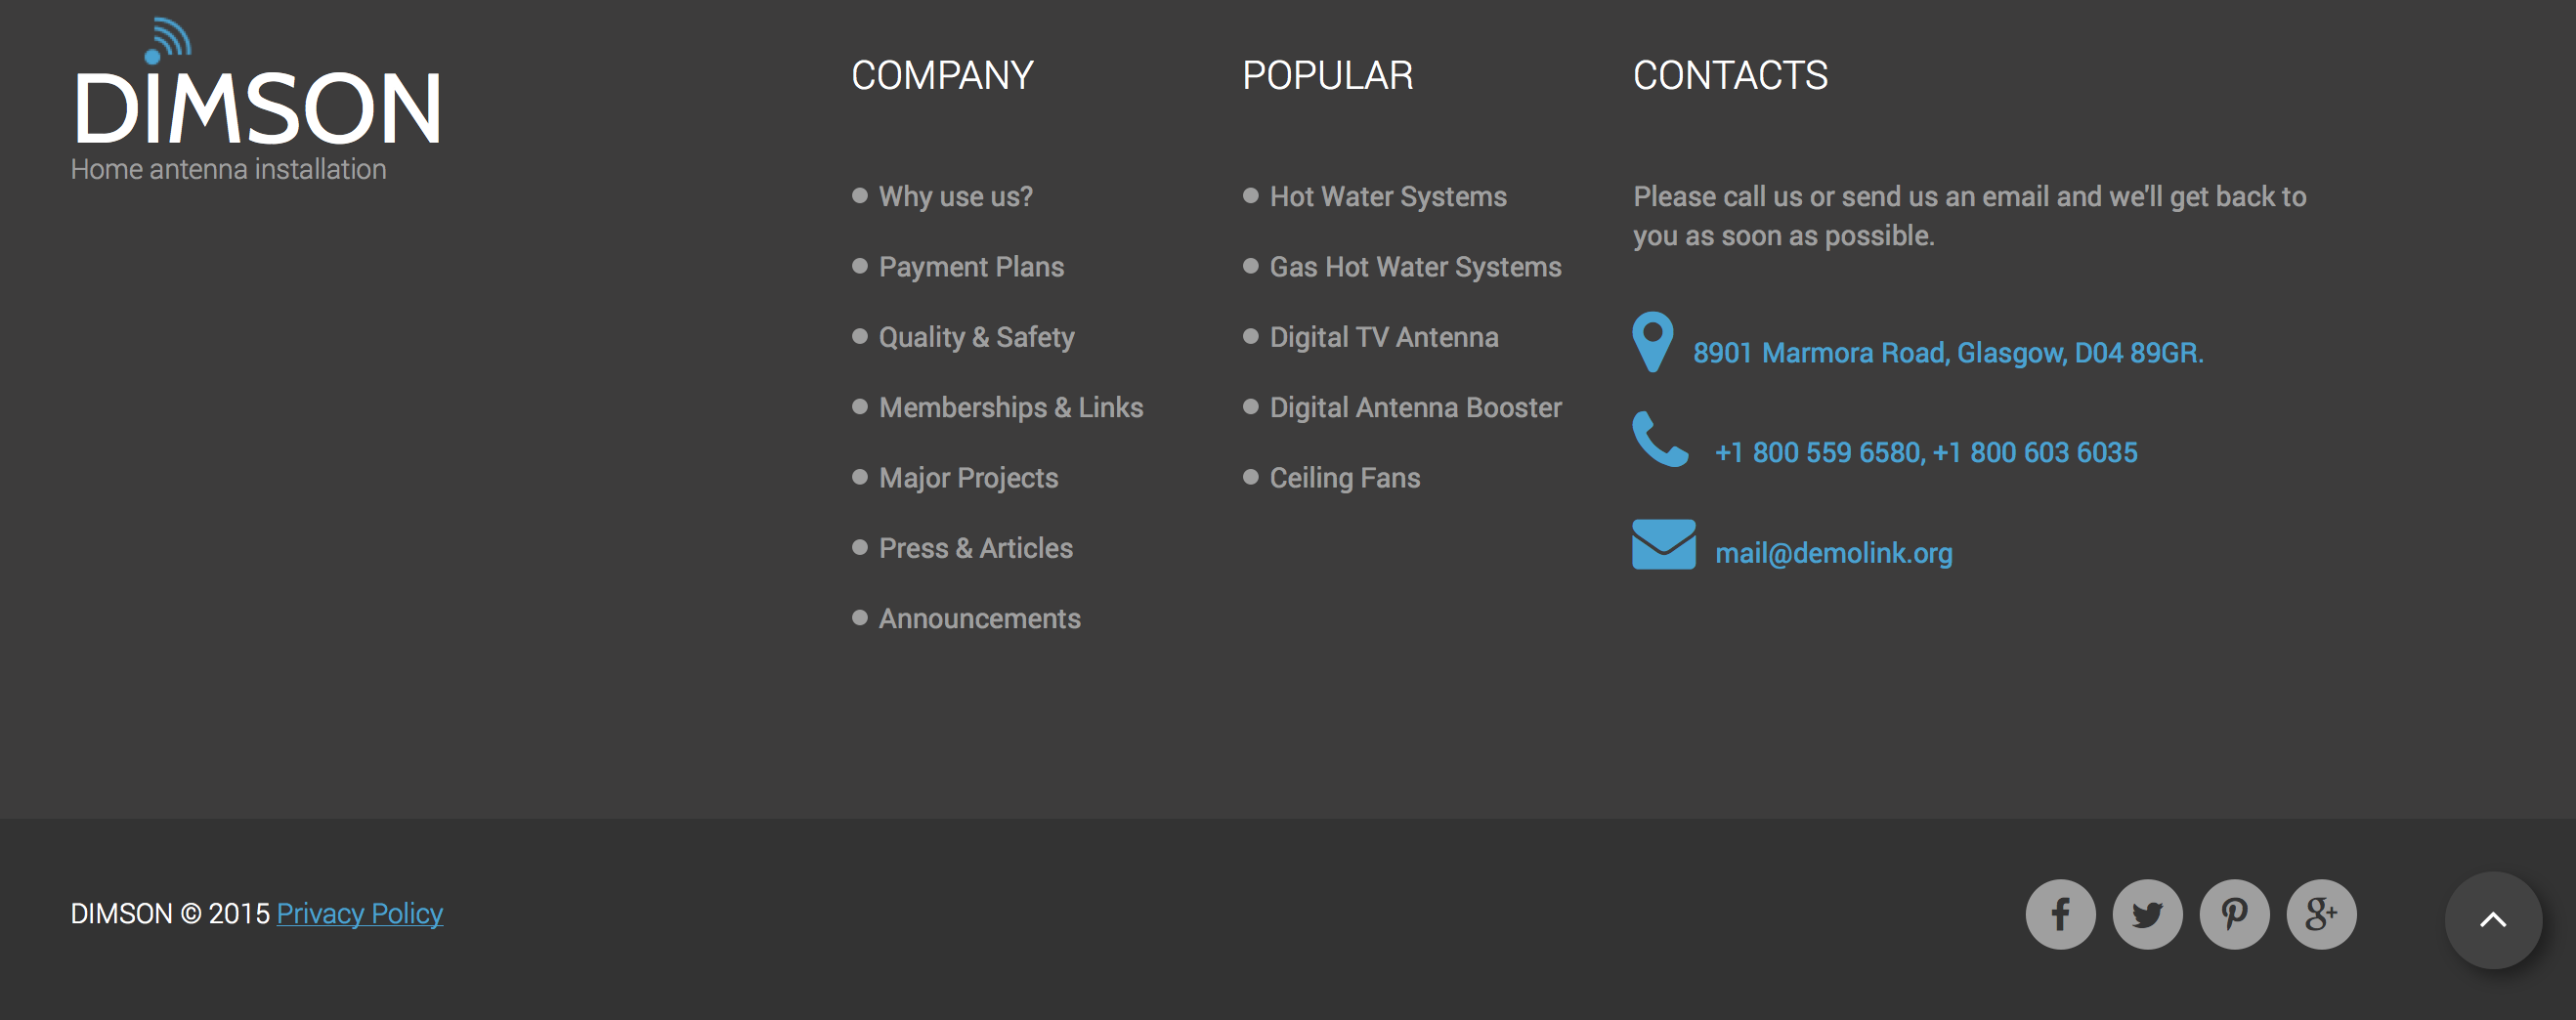 DIMSON
Home antenna installation
COMPANY
Why use us?
Payment Plans
Quality & Safety
Memberships & Links
Major Projects
Press & Articles
Announcements
POPULAR
Hot Water Systems
Gas Hot Water Systems
Digital TV Antenna
Digital Antenna Booster
Ceiling Fans
CONTACTS
Please call us or send us an email and we'll get back to
you as soon as possible.
8901 Marmora Road, Glasgow, D04 89GR.
+1 800 559 6580, +1 800 603 6035
mail@demolink.org
DIMSON © 2015 Privacy Policy